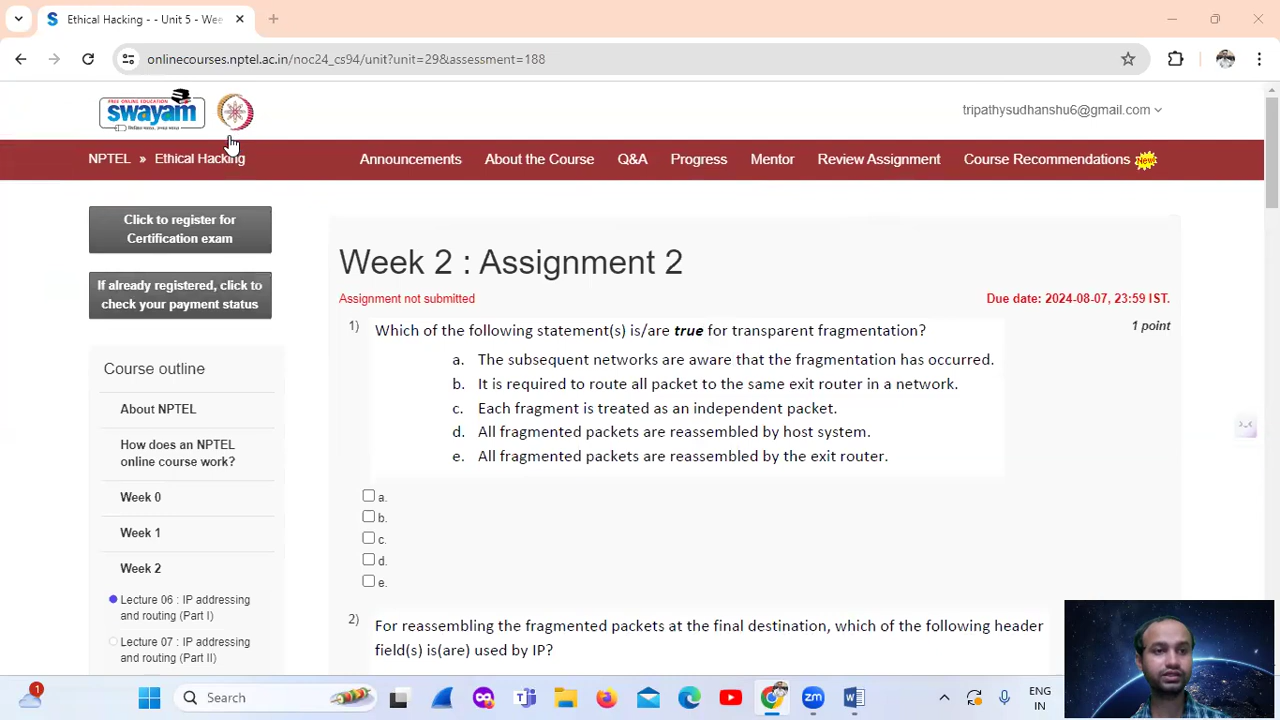 Ethical Hacking - - Unit 5 - Wee
onlinecourses.nptel.ac.in/noc24_cs94/unit?unit=29&assessment=188
FREE ONLINE EDUCATION
swayam
tripathysudhanshu6@gmail.com
NPTEL » Ethical Hacking
Announcements About the Course Q&A Progress Mentor Review Assignment Course Recommendations New!
Click to register for
Certification exam
If already registered, click to
check your payment status
Course outline
About NPTEL
How does an NPTEL
online course work?
Week 0
Week 1
Week 2
Lecture 06 : IP addressing
and routing (Part I)
Lecture 07 : IP addressing
and routing (Part II)
Week 2 : Assignment 2
Assignment not submitted
Due date: 2024-08-07, 23:59 IST.
1) Which of the following statement(s) is/are true for transparent fragmentation?
1 point
a. The subsequent networks are aware that the fragmentation has occurred.
b. It is required to route all packet to the same exit router in a network.
c. Each fragment is treated as an independent packet.
d. All fragmented packets are reassembled by host system.
e. All fragmented packets are reassembled by the exit router.
a.
b.
c.
d.
e.
2) For reassembling the fragmented packets at the final destination, which of the following header
field(s) is(are) used by IP?
1
Search
ENG
IN